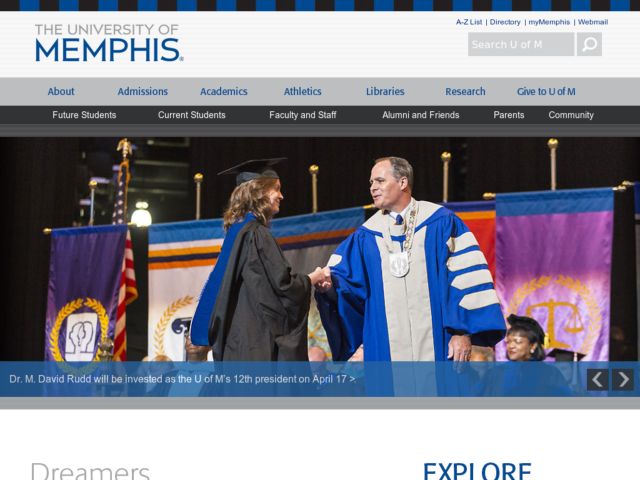 THE UNIVERSITY OF
MEMPHIS®
A-Z List | Directory | myMemphis | Webmail
Search U of M
About Admissions Academics Athletics Libraries Research Give to U of M
Future Students Current Students Faculty and Staff Alumni and Friends Parents Community
Dr. M. David Rudd will be invested as the U of M's 12th president on April 17 >
Dreamers
EXPLORE